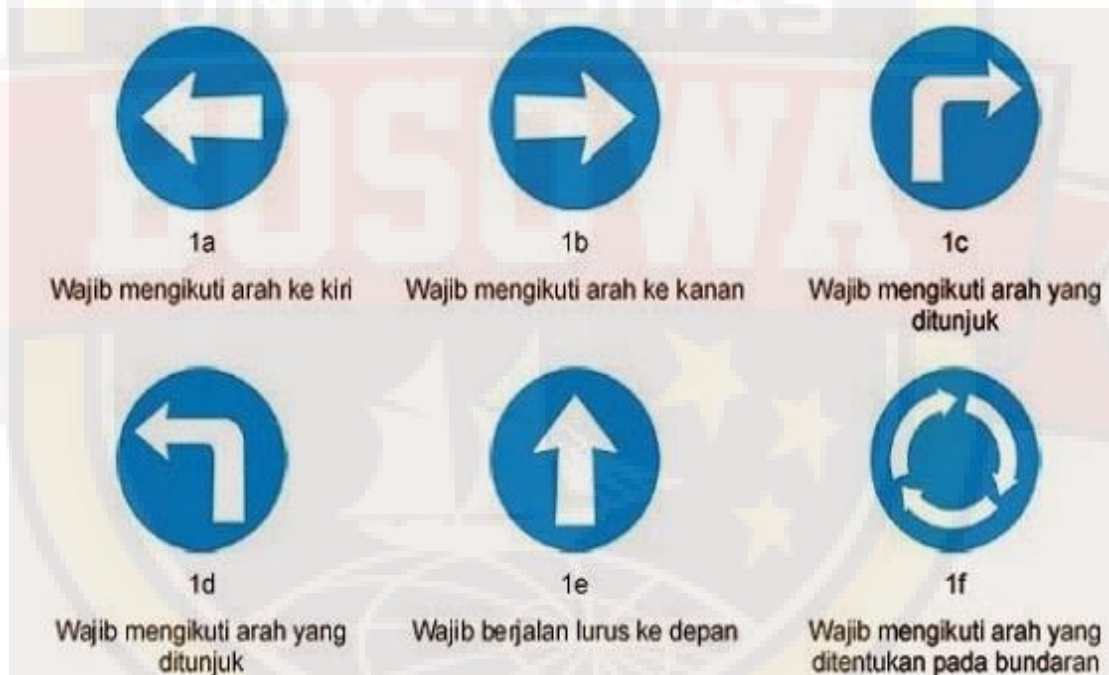 UNIVERSITAS
BOSOWA
1a
1b
1c
Wajib mengikuti arah ke kiri
Wajib mengikuti arah ke kanan
Wajib mengikuti arah yang
ditunjuk
1d
1e
1f
Wajib mengikuti arah yang
ditunjuk
Wajib berjalan lurus ke depan
Wajib mengikuti arah yang
ditentukan pada bundaran